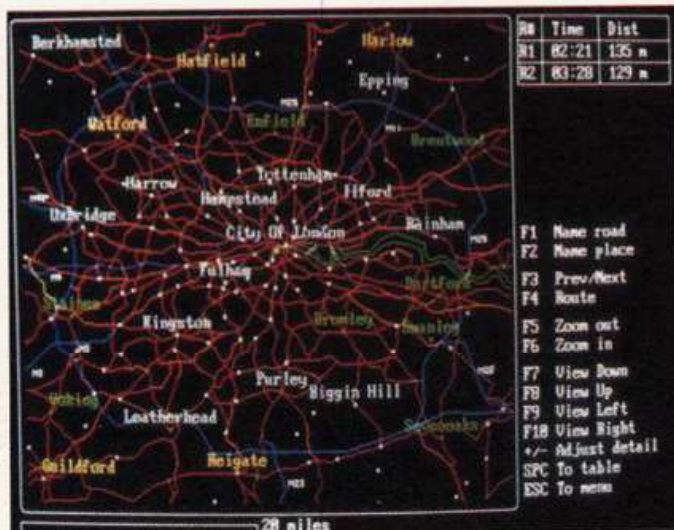 Berkhamsted
Hatfield
Harlow
Epping
M25
Watford
Enfield
M11
Brentwood
Harrow
Tottenham
Hampstead
Ilford
Uxbridge
City Of London
Rainham
M25
Fulham
Dartford
Kingston
Bromley
Swanley
Purley
Biggin Hill
Woking
Leatherhead
Sevenoaks
Guildford
Reigate
M23
20 miles
R# Time Dist
R1 02:21 135 m
R2 03:28 129 m
F1 Name road
F2 Name place
F3 Prev/Next
F4 Route
F5 Zoom out
F6 Zoom in
F7 View Down
F8 View Up
F9 View Left
F10 View Right
+/- Adjust detail
SPC To table
ESC To menu